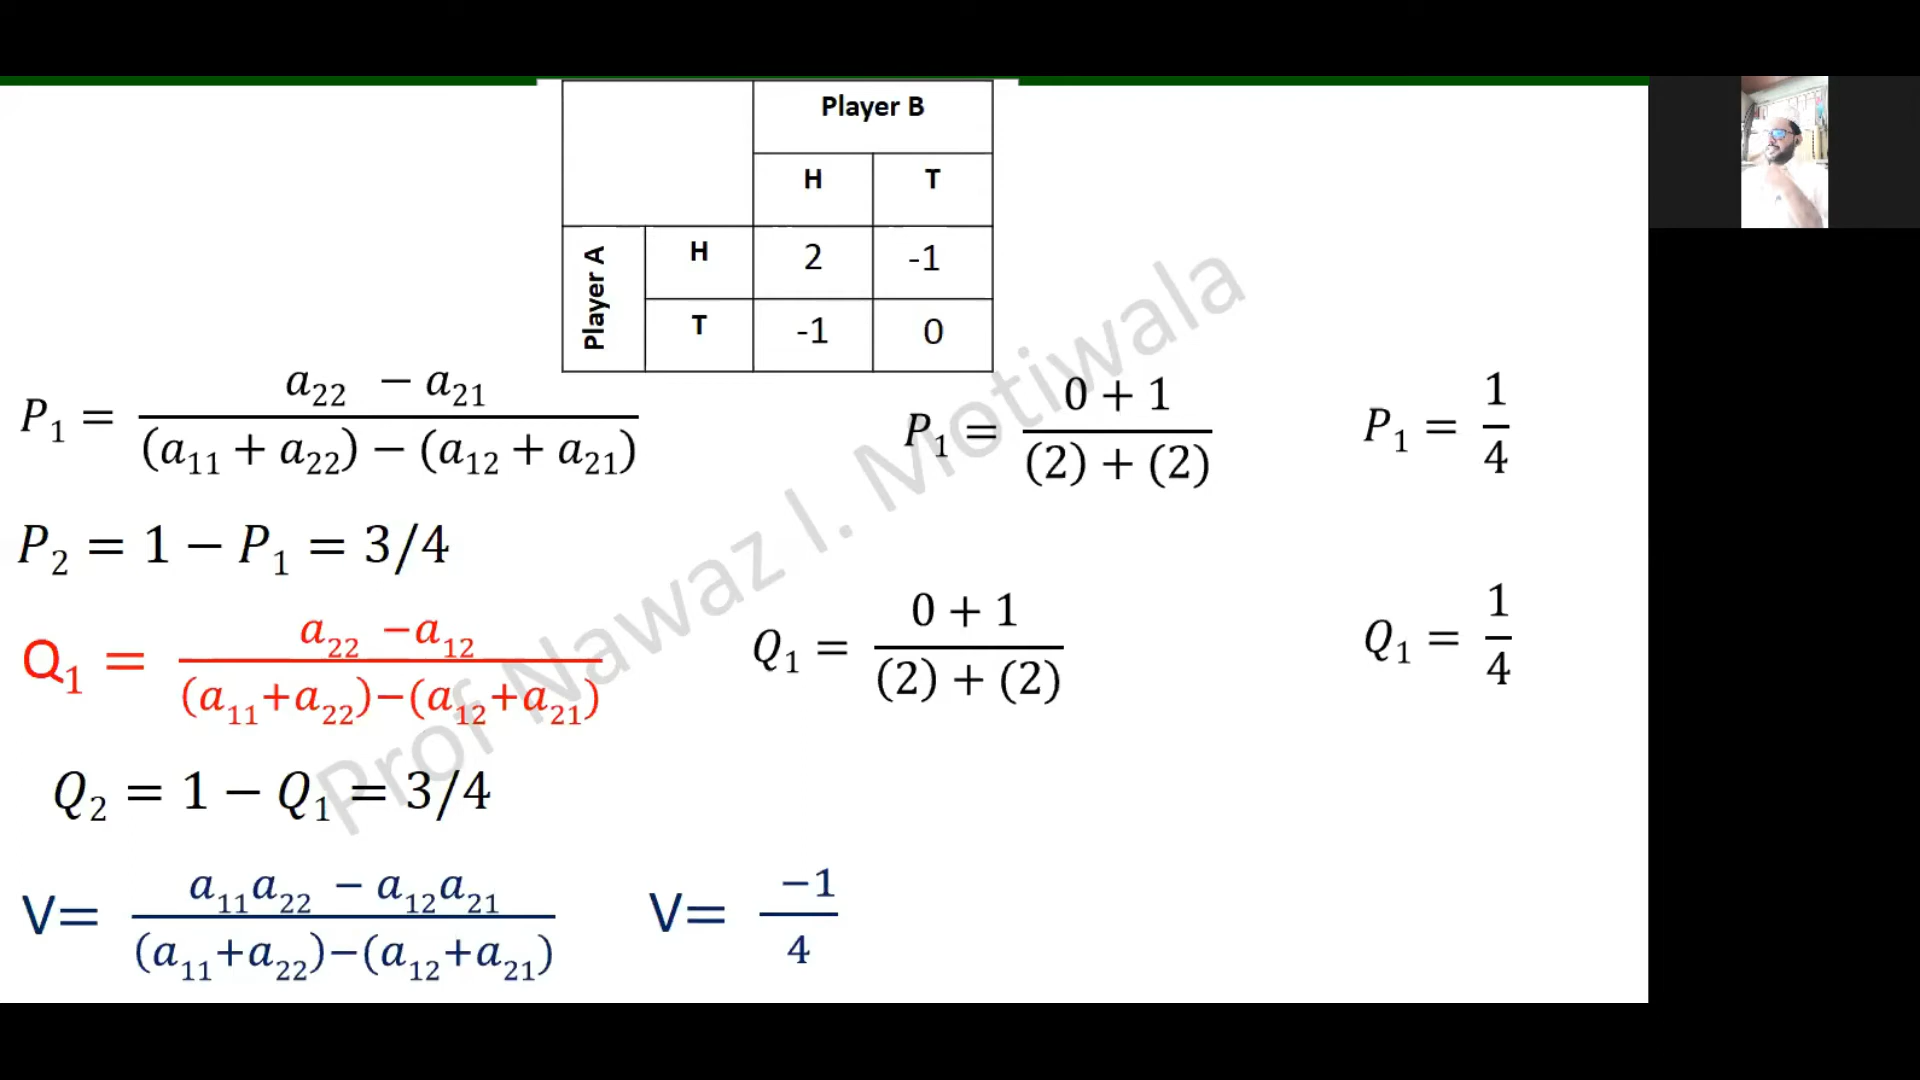 Player B
H T
Player A H 2 -1
T -1 0
P₁ = (a₂₂ − a₂₁) / ((a₁₁ + a₂₂) − (a₁₂ + a₂₁)) P₁ = (0 + 1) / ((2) + (2)) P₁ = 1/4
P₂ = 1 − P₁ = 3/4
Q₁ = (a₂₂ − a₁₂) / ((a₁₁+a₂₂)−(a₁₂+a₂₁)) Q₁ = (0 + 1) / ((2) + (2)) Q₁ = 1/4
Q₂ = 1 − Q₁ = 3/4
V= (a₁₁a₂₂ − a₁₂a₂₁) / ((a₁₁+a₂₂)−(a₁₂+a₂₁)) V= −1/4
Prof Nawaz I. Motiwala